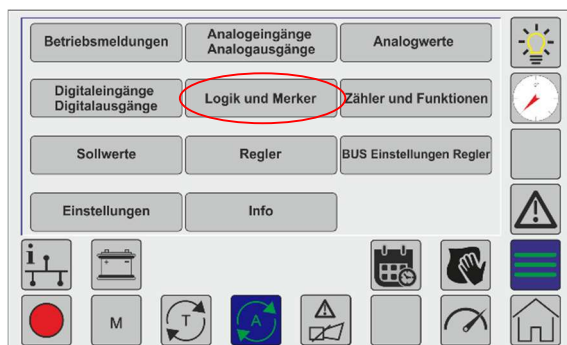 Betriebsmeldungen
Analogeingänge
Analogausgänge
Analogwerte
Digitaleingänge
Digitalausgänge
Logik und Merker
Zähler und Funktionen
Sollwerte
Regler
BUS Einstellungen Regler
Einstellungen
Info
i
M
T
A